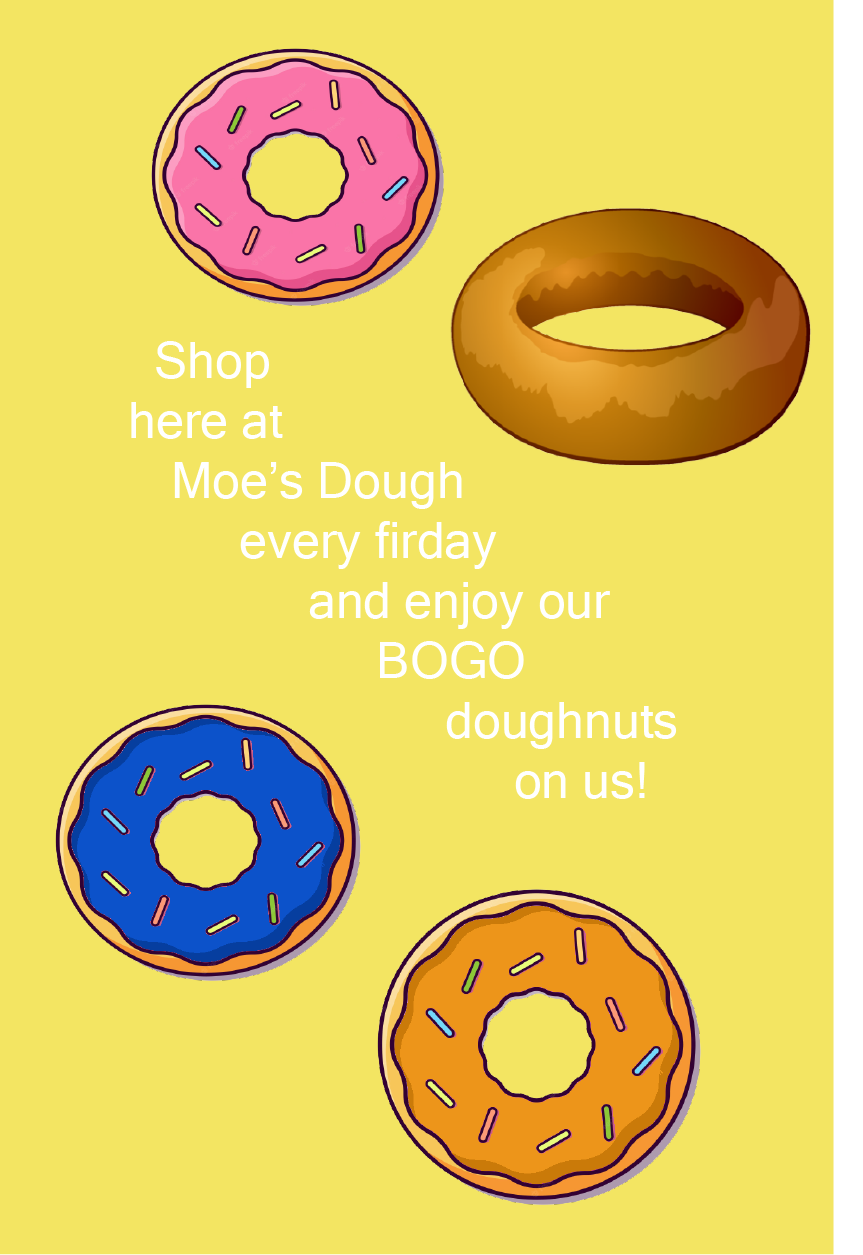 Shop
here at
Moe’s Dough
every firday
and enjoy our
BOGO
doughnuts
on us!